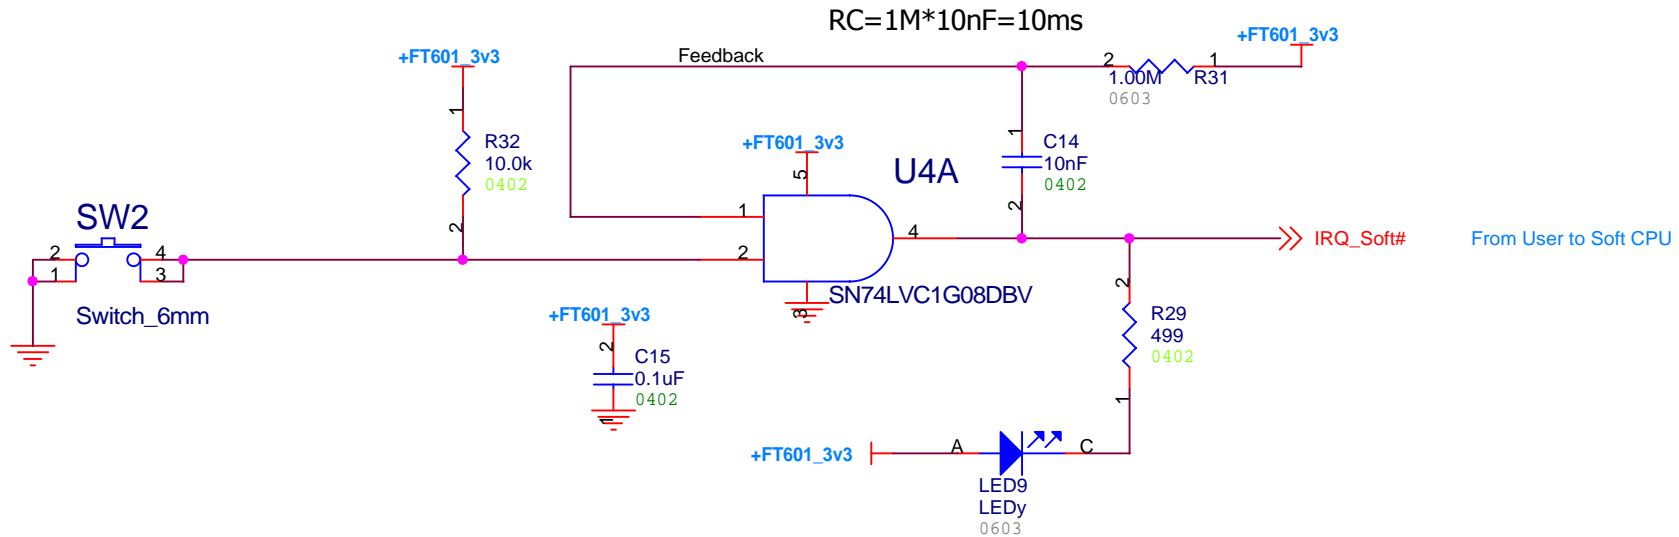 RC=1M*10nF=10ms
+FT601_3v3
Feedback
+FT601_3v3
2
1
1.00M
R31
0603
1
R32
10.0k
0402
2
+FT601_3v3
5
U4A
1
C14
10nF
0402
2
SW2
1
2
4
2
4
1
3
Switch_6mm
IRQ_Soft#
From User to Soft CPU
SN74LVC1G08DBV
3
+FT601_3v3
2
C15
0.1uF
0402
1
2
R29
499
0402
1
+FT601_3v3
A
C
LED9
LEDy
0603